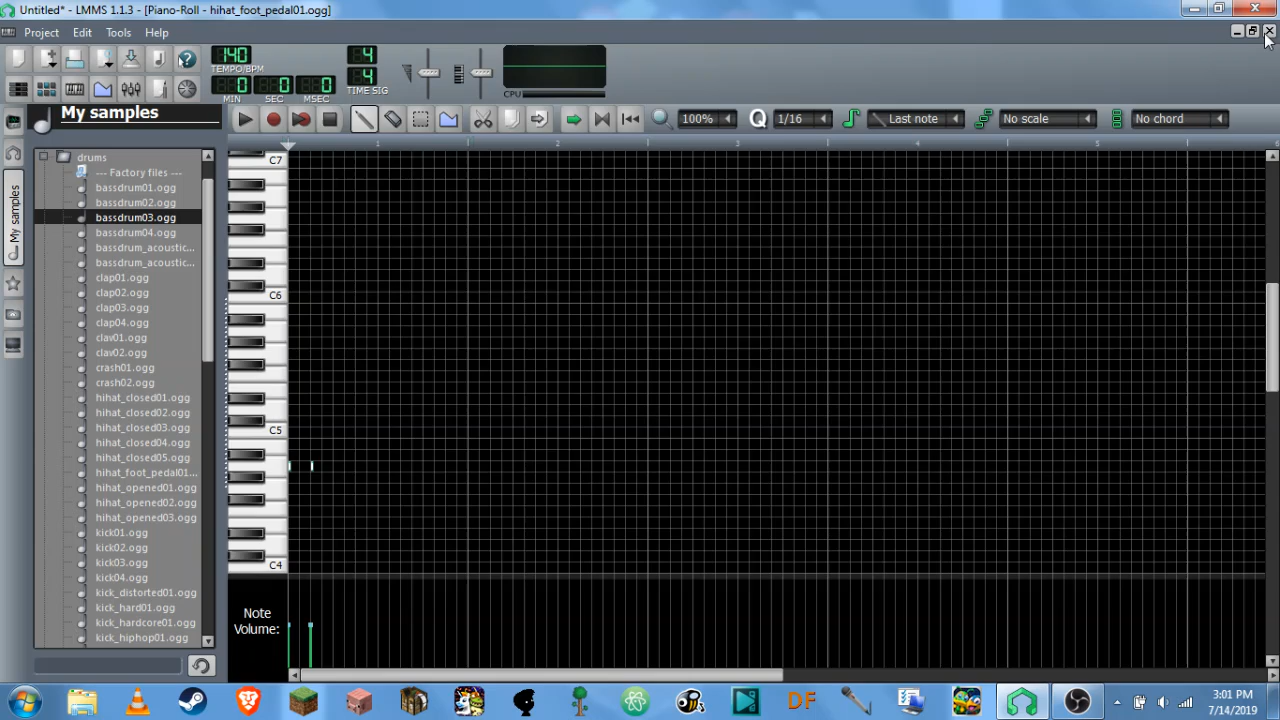 Untitled* - LMMS 1.1.3 - [Piano-Roll - hihat_foot_pedal01.ogg]
Project Edit Tools Help
140
TEMPO/BPM
0 0 0
MIN SEC MSEC
4
4
TIME SIG
CPU
My samples
100% Q 1/16 Last note No scale No chord
1 2 3 4 5
My samples
drums
--- Factory files ---
bassdrum01.ogg
bassdrum02.ogg
bassdrum03.ogg
bassdrum04.ogg
bassdrum_acoustic...
bassdrum_acoustic...
clap01.ogg
clap02.ogg
clap03.ogg
clap04.ogg
clav01.ogg
clav02.ogg
crash01.ogg
crash02.ogg
hihat_closed01.ogg
hihat_closed02.ogg
hihat_closed03.ogg
hihat_closed04.ogg
hihat_closed05.ogg
hihat_foot_pedal01...
hihat_opened01.ogg
hihat_opened02.ogg
hihat_opened03.ogg
kick01.ogg
kick02.ogg
kick03.ogg
kick04.ogg
kick_distorted01.ogg
kick_hard01.ogg
kick_hardcore01.ogg
kick_hiphop01.ogg
C7
C6
C5
C4
Note
Volume:
DF
3:01 PM
7/14/2019